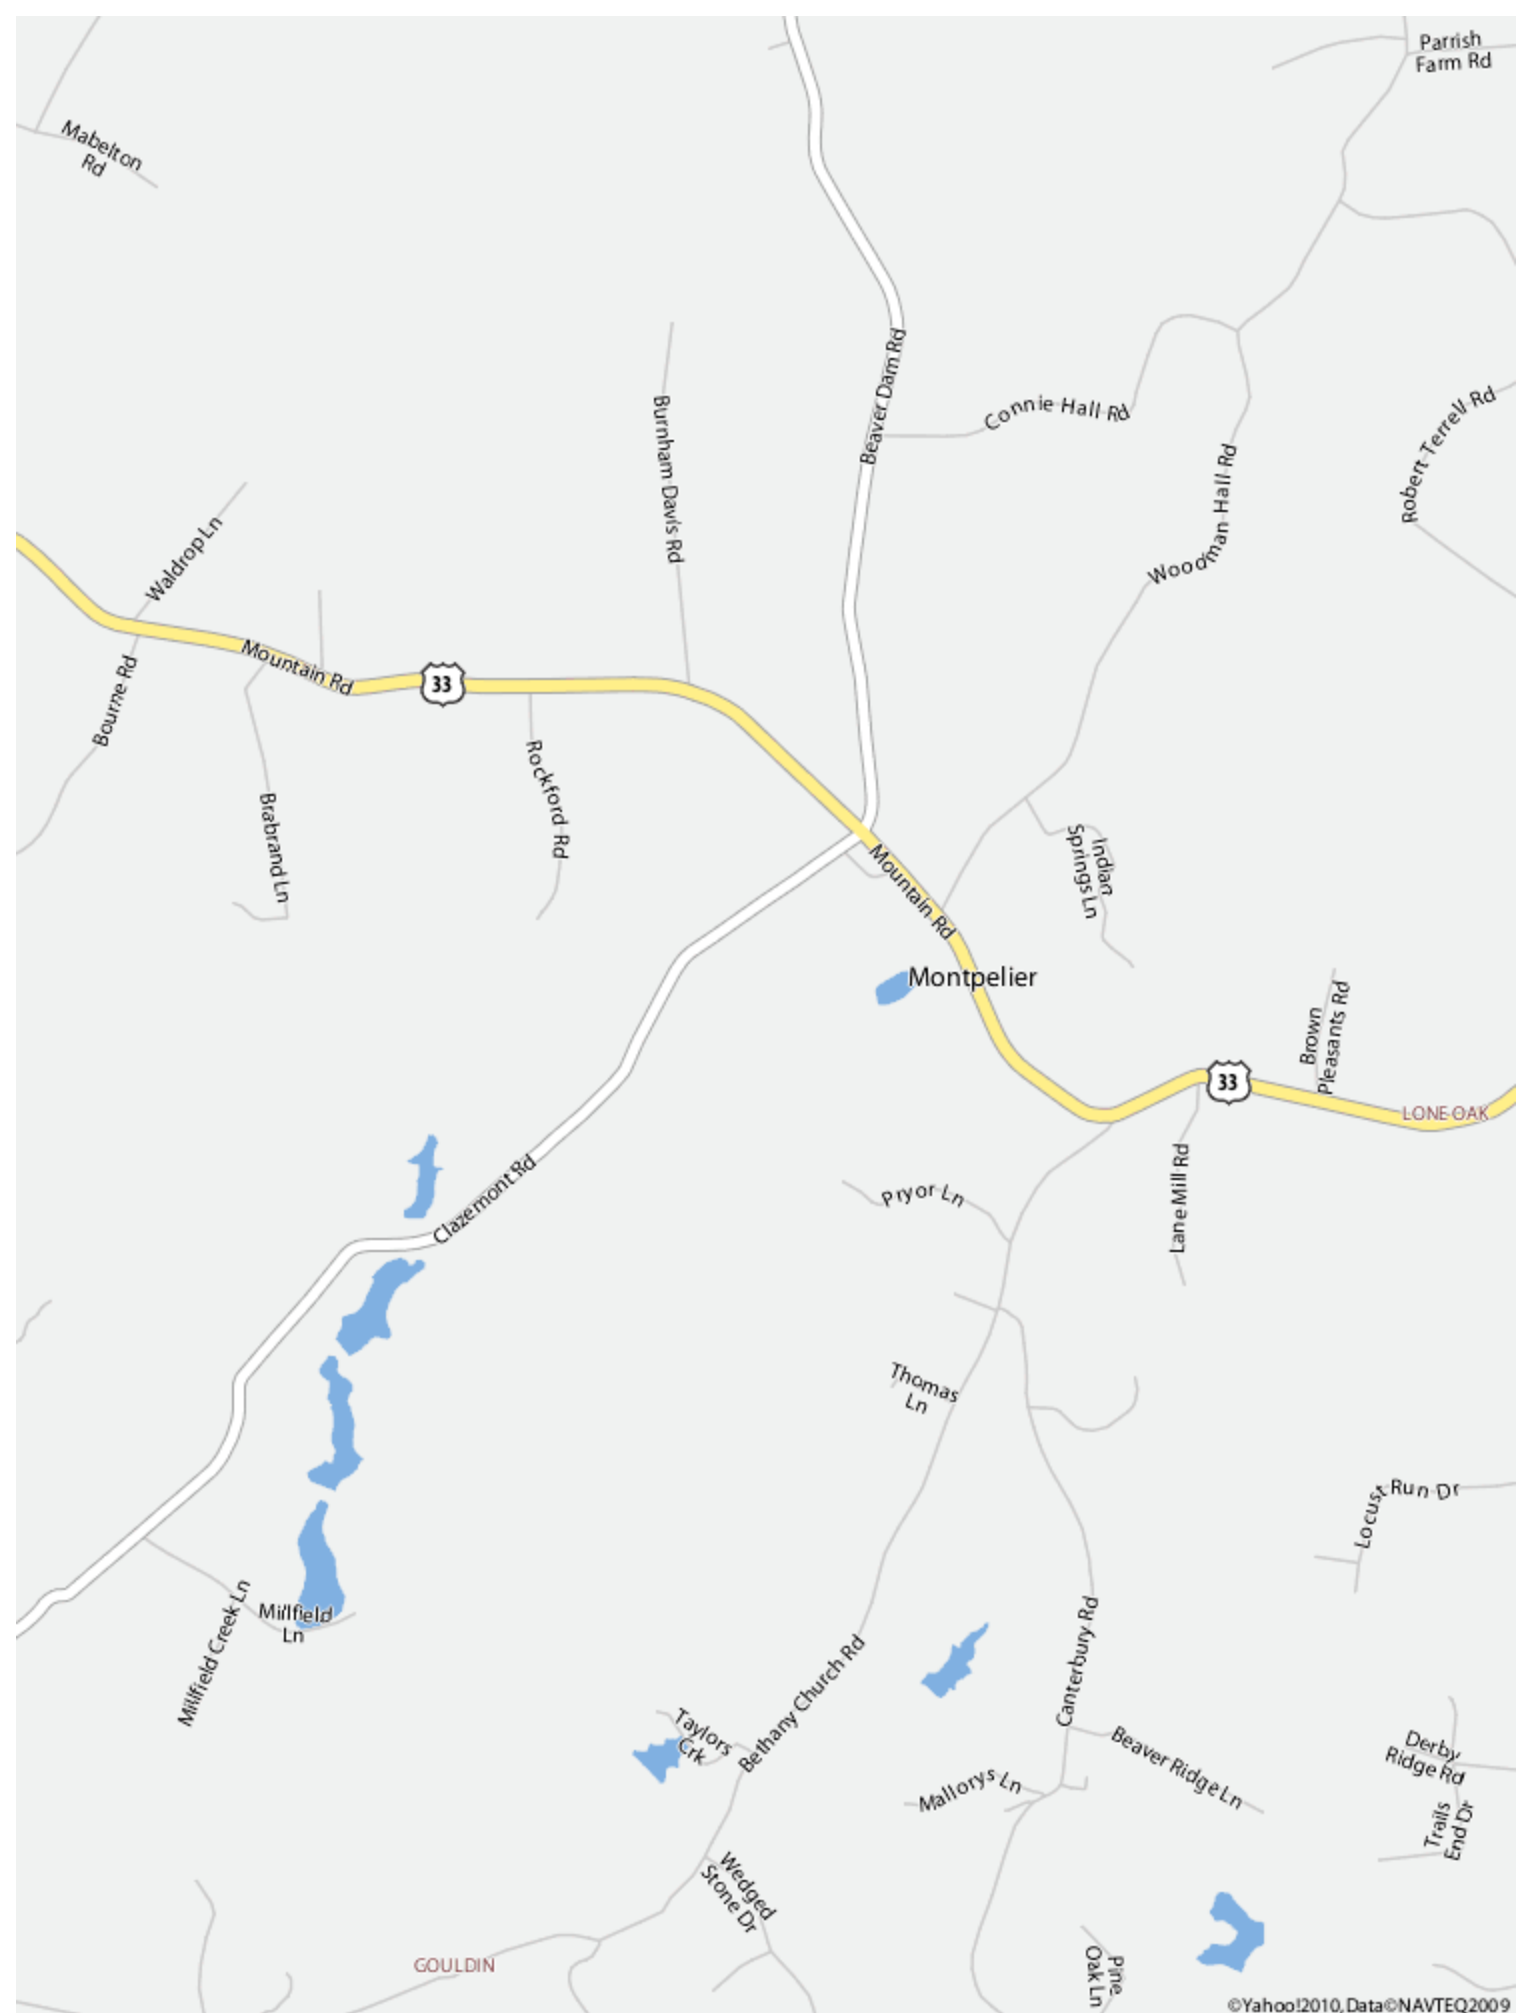 Parrish
Farm Rd
Mabelton
Rd
Beaver Dam Rd
Connie Hall Rd
Burnham Davis Rd
Robert Terrell Rd
Woodman Hall Rd
Waldrop Ln
Mountain Rd
33
Bourne Rd
Rockford Rd
Brabrand Ln
Mountain Rd
Indian
Springs Ln
Montpelier
Brown
Pleasants Rd
33
LONE OAK
Clazemont Rd
Pryor Ln
Lane Mill Rd
Thomas
Ln
Locust Run Dr
Millfield Creek Ln
Millfield
Ln
Bethany Church Rd
Canterbury Rd
Taylors
Crk
Beaver Ridge Ln
Mallorys Ln
Derby
Ridge Rd
Trails
End Dr
Wedged
Stone Dr
GOULDIN
Pine
Oak Ln
©Yahoo!2010, Data©NAVTEQ2009